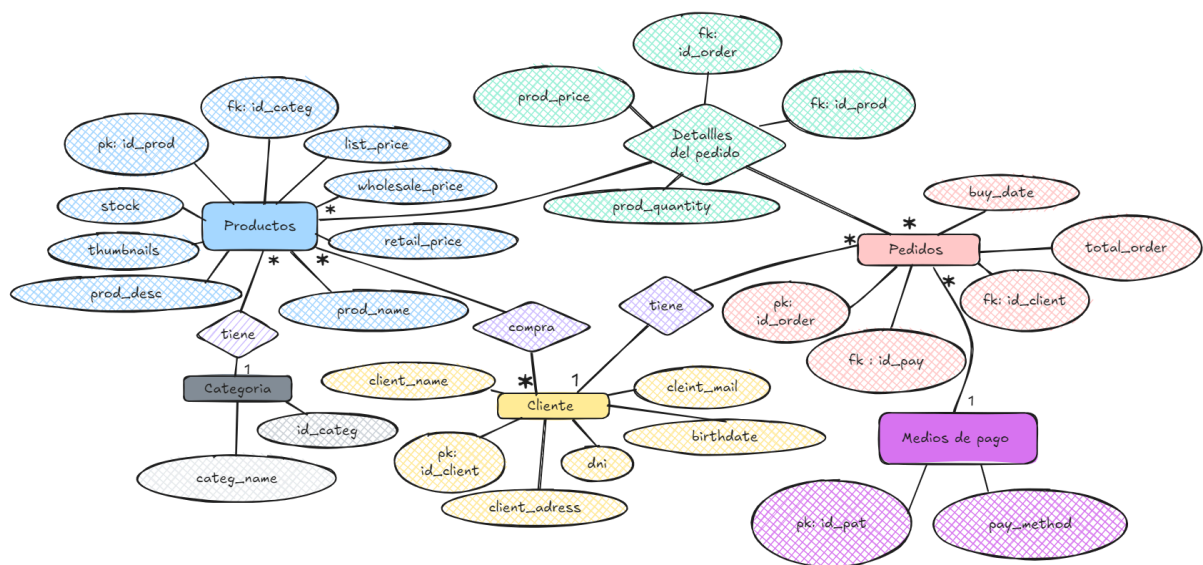 fk:
id_order
prod_price
fk: id_prod
Detallles
del pedido
prod_quantity
fk: id_categ
pk: id_prod
list_price
wholesale_price
stock
Productos
*
thumbnails
retail_price
*
*
prod_desc
prod_name
buy_date
*
*
Pedidos
total_order
*
fk: id_client
pk:
id_order
fk : id_pay
tiene
compra
tiene
1
Categoria
id_categ
categ_name
client_name
*
1
cleint_mail
Cliente
birthdate
pk:
id_client
dni
client_adress
1
Medios de pago
pk: id_pat
pay_method